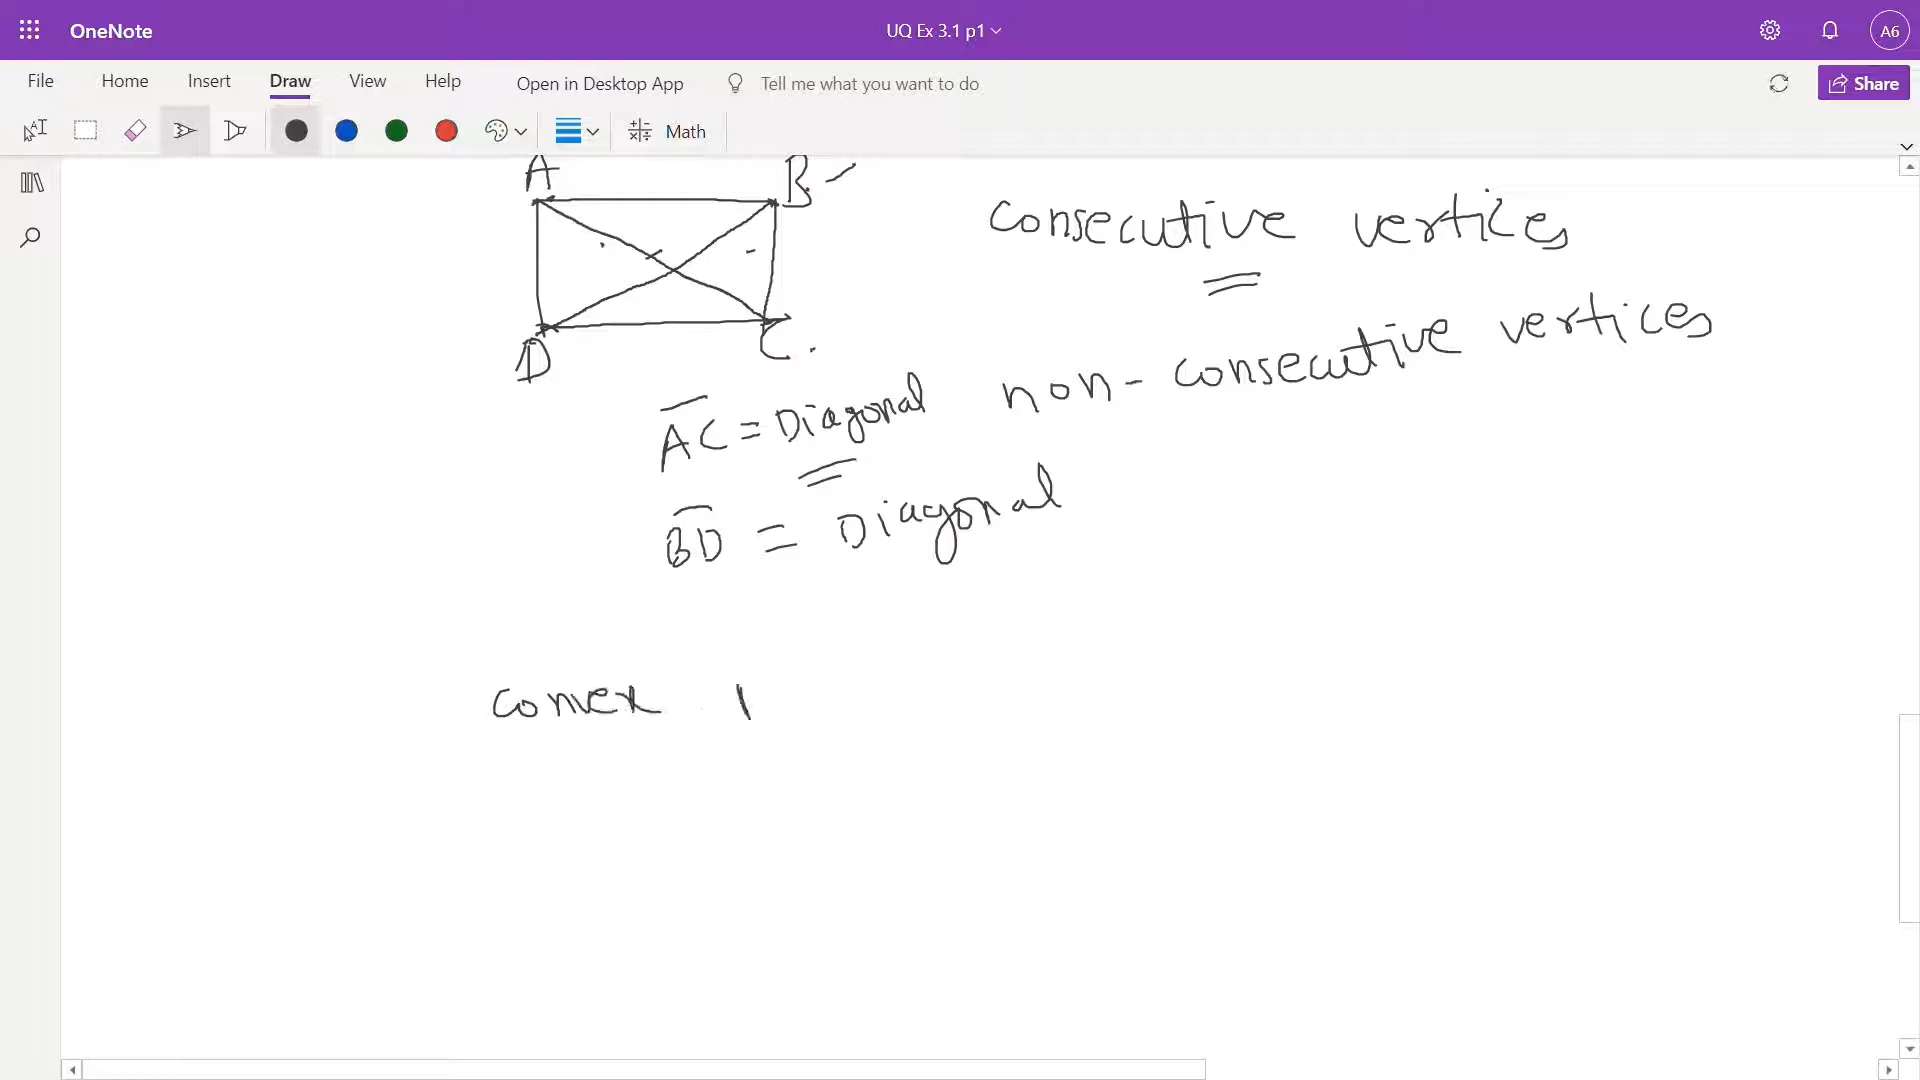 OneNote
UQ Ex 3.1 p1
A6
File Home Insert Draw View Help Open in Desktop App Tell me what you want to do Share
Math
A B
consecutive vertices
D C.
AC = Diagonal non-consecutive vertices
BD = Diagonal
convex